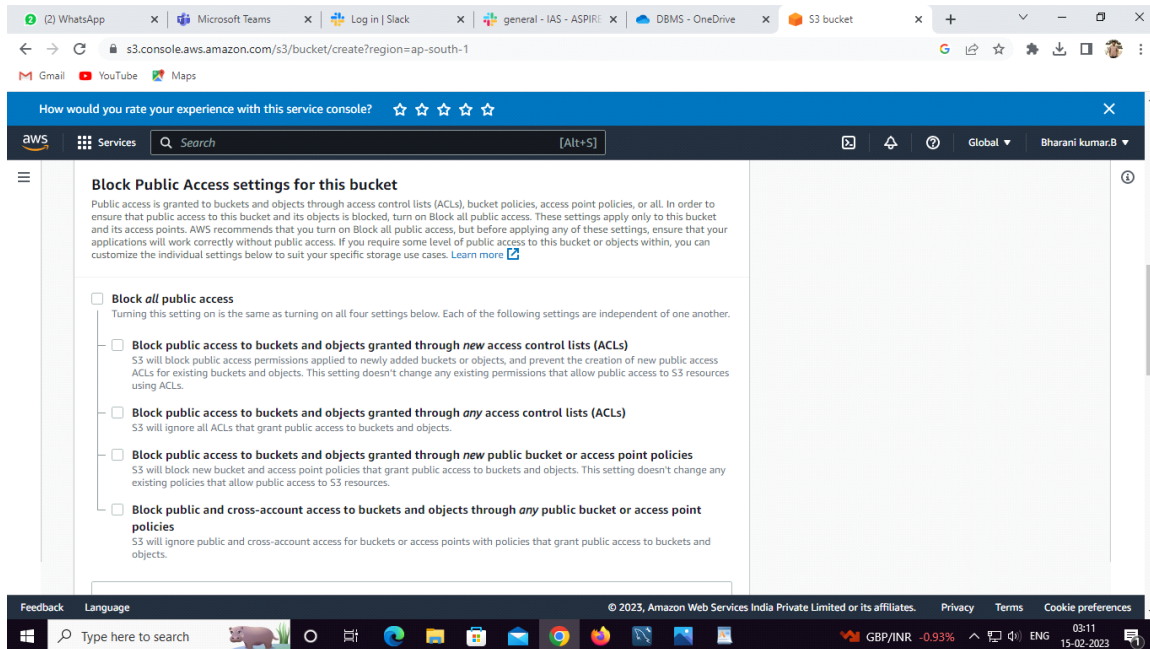 (2) WhatsApp
Microsoft Teams
Log in | Slack
general - IAS - ASPIRE
DBMS - OneDrive
S3 bucket
s3.console.aws.amazon.com/s3/bucket/create?region=ap-south-1
Gmail
YouTube
Maps
How would you rate your experience with this service console?
aws
Services
Search
[Alt+S]
Global
Bharani kumar.B
Block Public Access settings for this bucket
Public access is granted to buckets and objects through access control lists (ACLs), bucket policies, access point policies, or all. In order to
ensure that public access to this bucket and its objects is blocked, turn on Block all public access. These settings apply only to this bucket
and its access points. AWS recommends that you turn on Block all public access, but before applying any of these settings, ensure that your
applications will work correctly without public access. If you require some level of public access to this bucket or objects within, you can
customize the individual settings below to suit your specific storage use cases. Learn more
Block all public access
Turning this setting on is the same as turning on all four settings below. Each of the following settings are independent of one another.
Block public access to buckets and objects granted through new access control lists (ACLs)
S3 will block public access permissions applied to newly added buckets or objects, and prevent the creation of new public access
ACLs for existing buckets and objects. This setting doesn't change any existing permissions that allow public access to S3 resources
using ACLs.
Block public access to buckets and objects granted through any access control lists (ACLs)
S3 will ignore all ACLs that grant public access to buckets and objects.
Block public access to buckets and objects granted through new public bucket or access point policies
S3 will block new bucket and access point policies that grant public access to buckets and objects. This setting doesn't change any
existing policies that allow public access to S3 resources.
Block public and cross-account access to buckets and objects through any public bucket or access point
policies
S3 will ignore public and cross-account access for buckets or access points with policies that grant public access to buckets and
objects.
Feedback
Language
© 2023, Amazon Web Services India Private Limited or its affiliates.
Privacy
Terms
Cookie preferences
Type here to search
GBP/INR -0.93%
ENG
03:11
15-02-2023
1